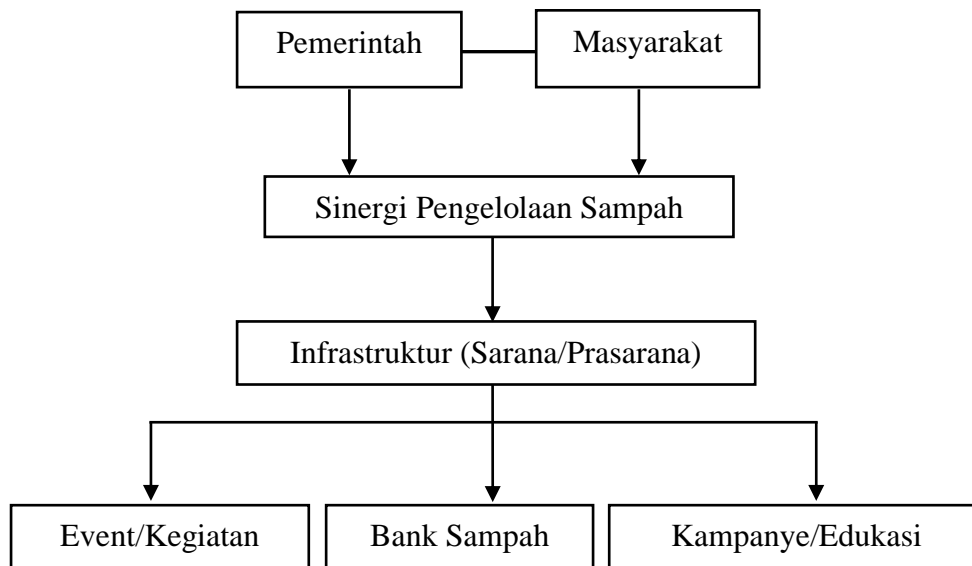 Pemerintah
Masyarakat
Sinergi Pengelolaan Sampah
Infrastruktur (Sarana/Prasarana)
Event/Kegiatan
Bank Sampah
Kampanye/Edukasi